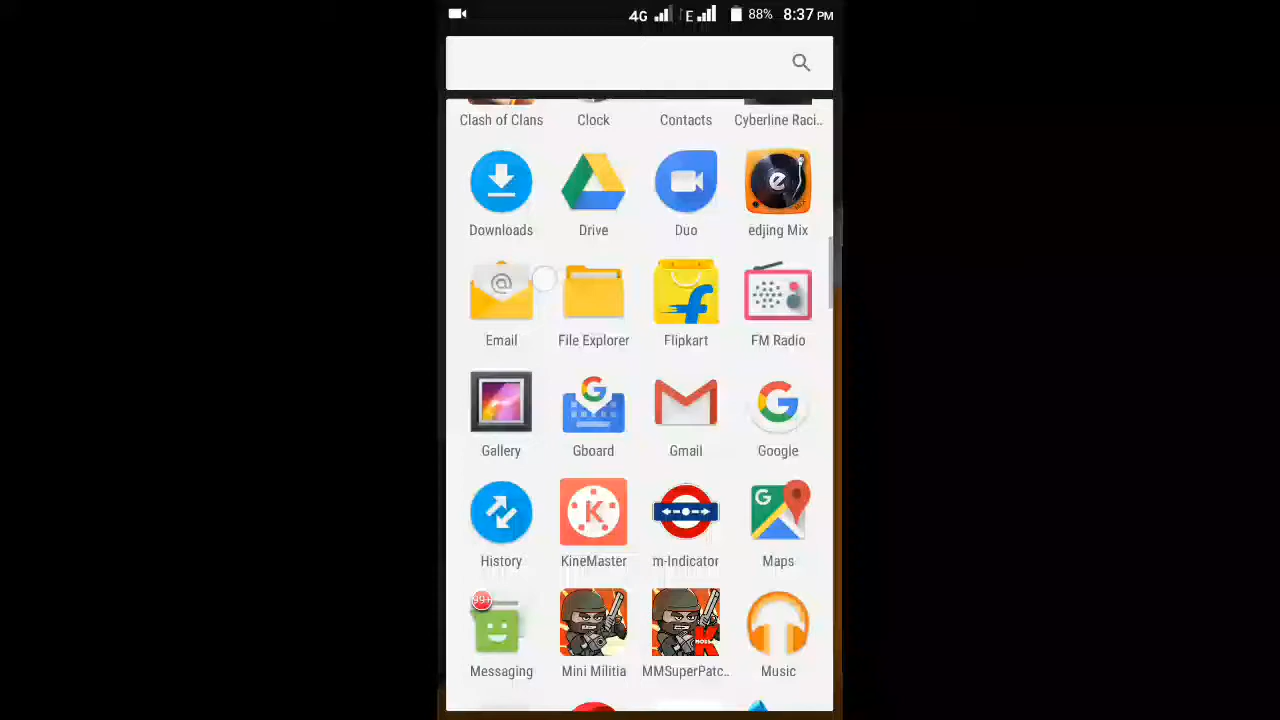 4G E 88% 8:37 PM
Clash of Clans Clock Contacts Cyberline Raci..
Downloads Drive Duo edjing Mix
Email File Explorer Flipkart FM Radio
Gallery Gboard Gmail Google
History KineMaster m-Indicator Maps
99+
Messaging Mini Militia MMSuperPatc.. Music